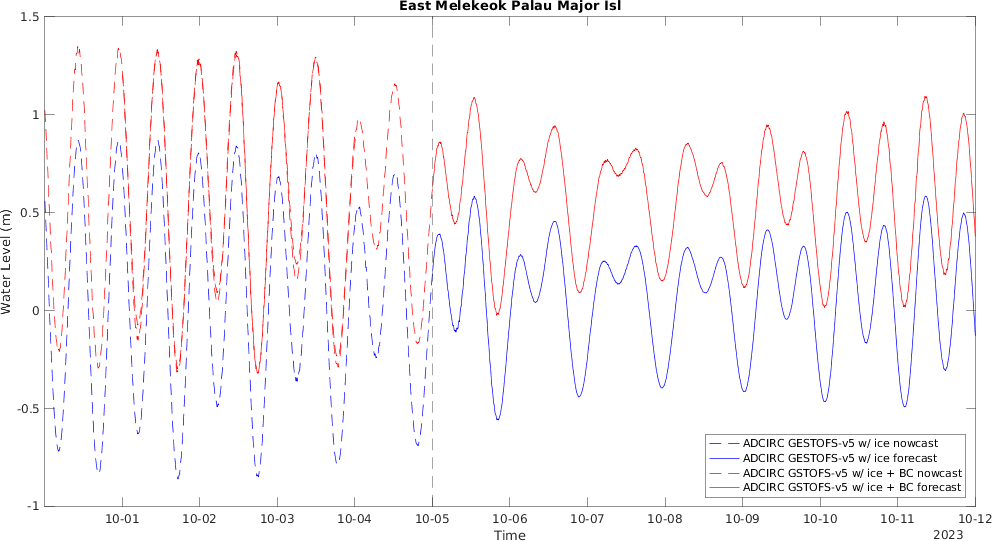 East Melekeok Palau Major Isl
1.5
1
0.5
0
-0.5
-1
Water Level (m)
10-01 10-02 10-03 10-04 10-05 10-06 10-07 10-08 10-09 10-10 10-11 10-12
Time
2023
ADCIRC GESTOFS-v5 w/ ice nowcast
ADCIRC GESTOFS-v5 w/ ice forecast
ADCIRC GSTOFS-v5 w/ ice + BC nowcast
ADCIRC GSTOFS-v5 w/ ice + BC forecast